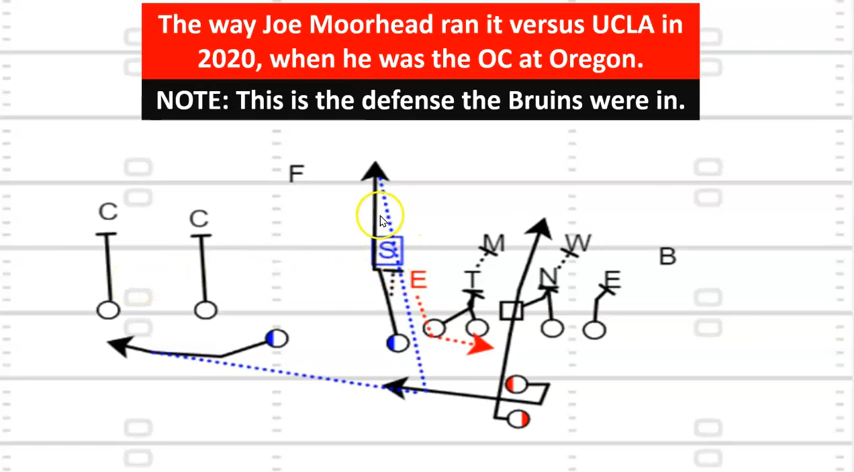 The way Joe Moorhead ran it versus UCLA in
2020, when he was the OC at Oregon.
NOTE: This is the defense the Bruins were in.
F
C
C
S
M
W
B
E
T
N
E